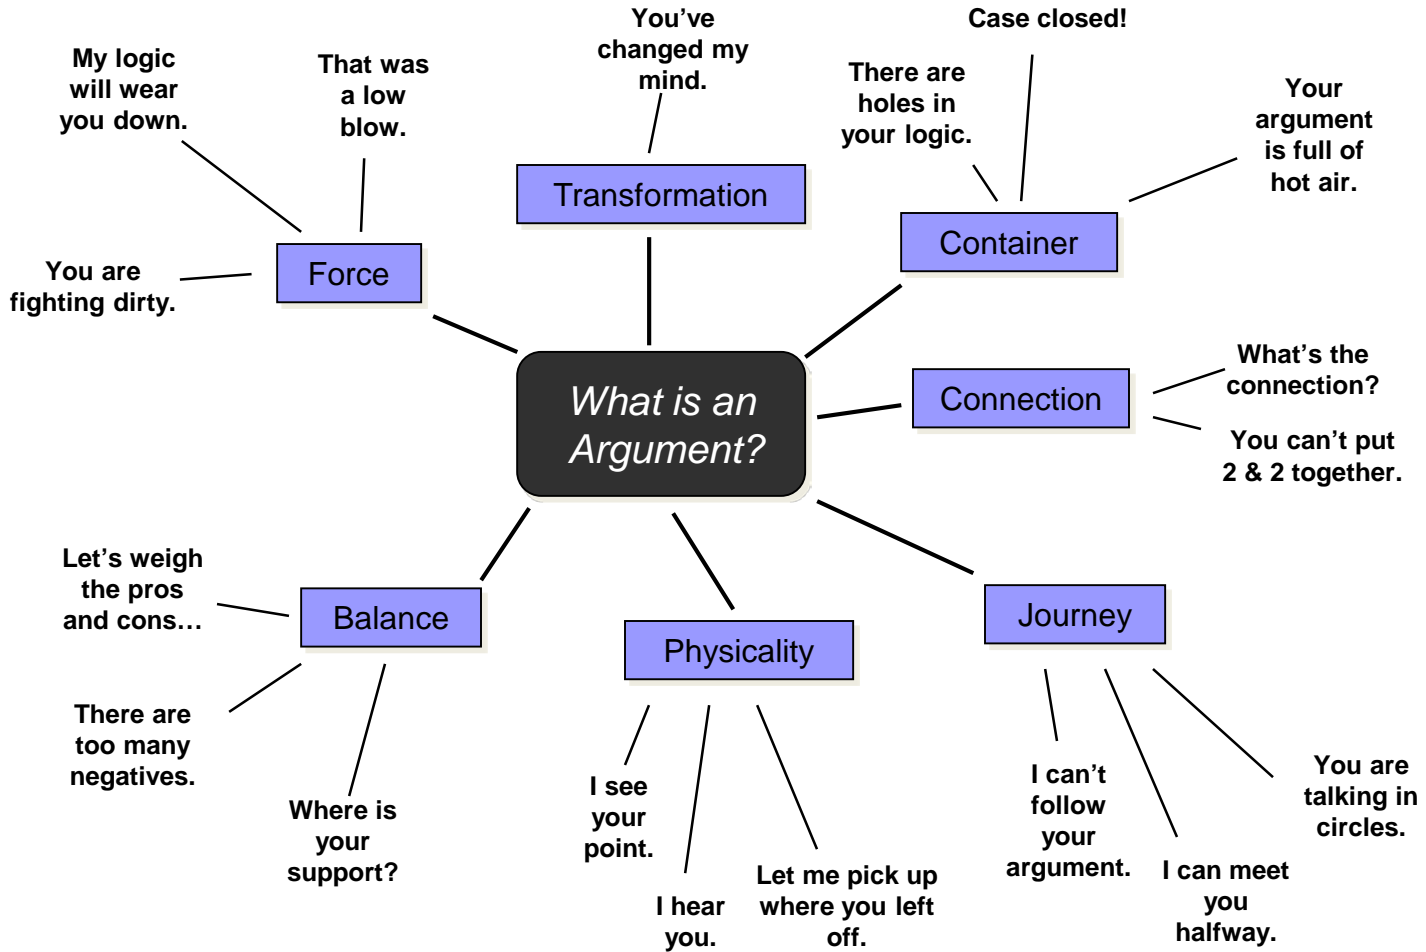 You've
changed my
mind.
Case closed!
My logic
will wear
you down.
That was
a low
blow.
There are
holes in
your logic.
Your
argument
is full of
hot air.
Transformation
Container
Force
You are
fighting dirty.
What is an
Argument?
Connection
What's the
connection?
You can't put
2 & 2 together.
Let's weigh
the pros
and cons…
Balance
Physicality
Journey
There are
too many
negatives.
Where is
your
support?
I see
your
point.
I hear
you.
Let me pick up
where you left
off.
I can't
follow
your
argument.
I can meet
you
halfway.
You are
talking in
circles.